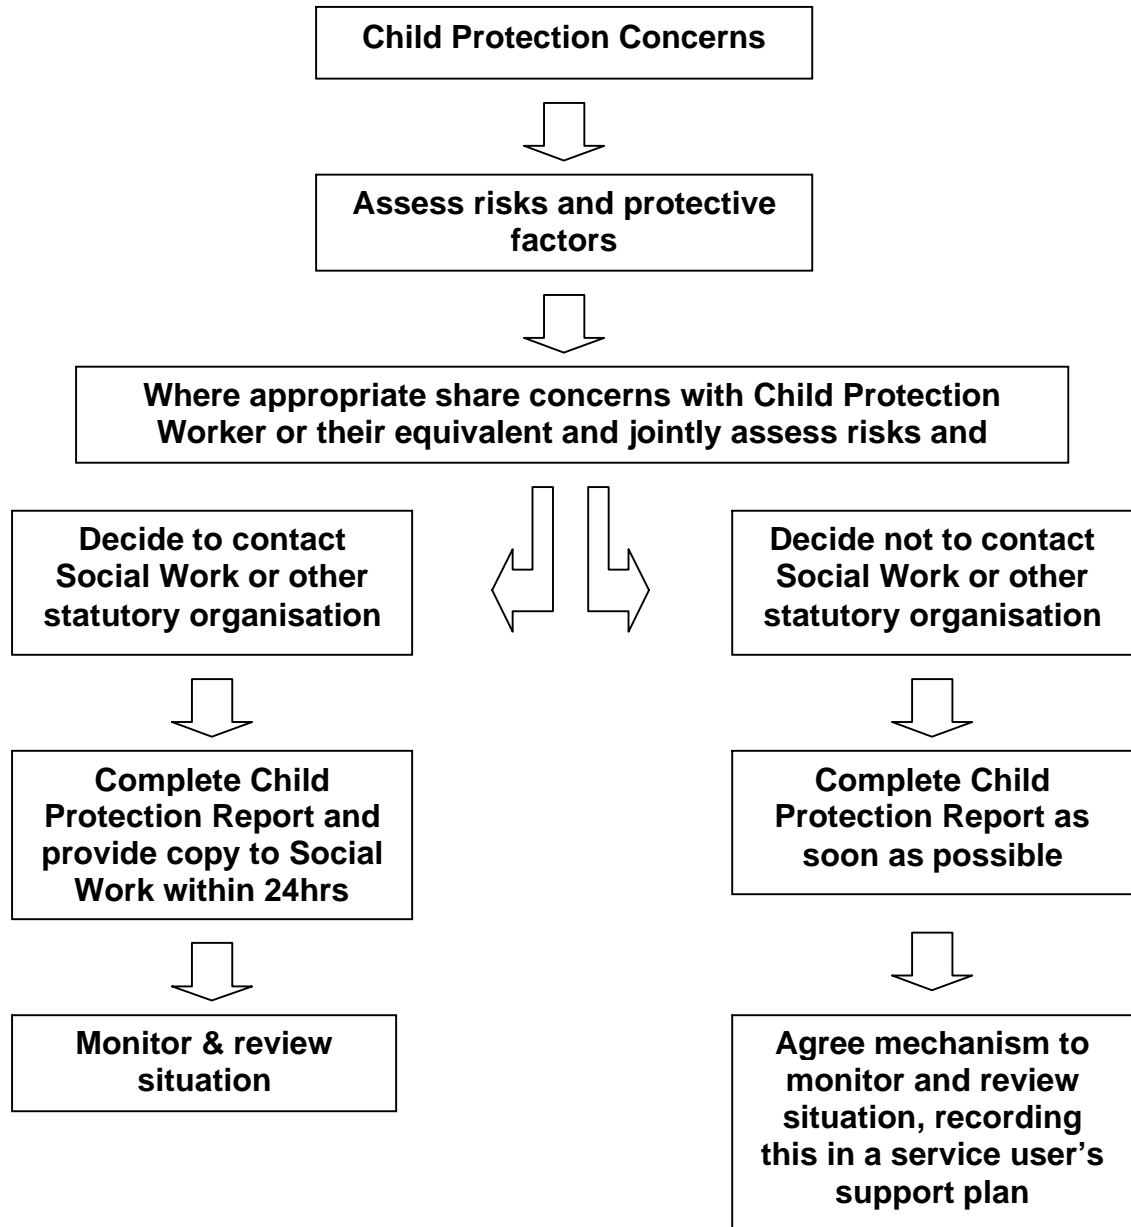 Child Protection Concerns
Assess risks and protective
factors
Where appropriate share concerns with Child Protection
Worker or their equivalent and jointly assess risks and
Decide to contact
Social Work or other
statutory organisation
Decide not to contact
Social Work or other
statutory organisation
Complete Child
Protection Report and
provide copy to Social
Work within 24hrs
Complete Child
Protection Report as
soon as possible
Monitor & review
situation
Agree mechanism to
monitor and review
situation, recording
this in a service user’s
support plan